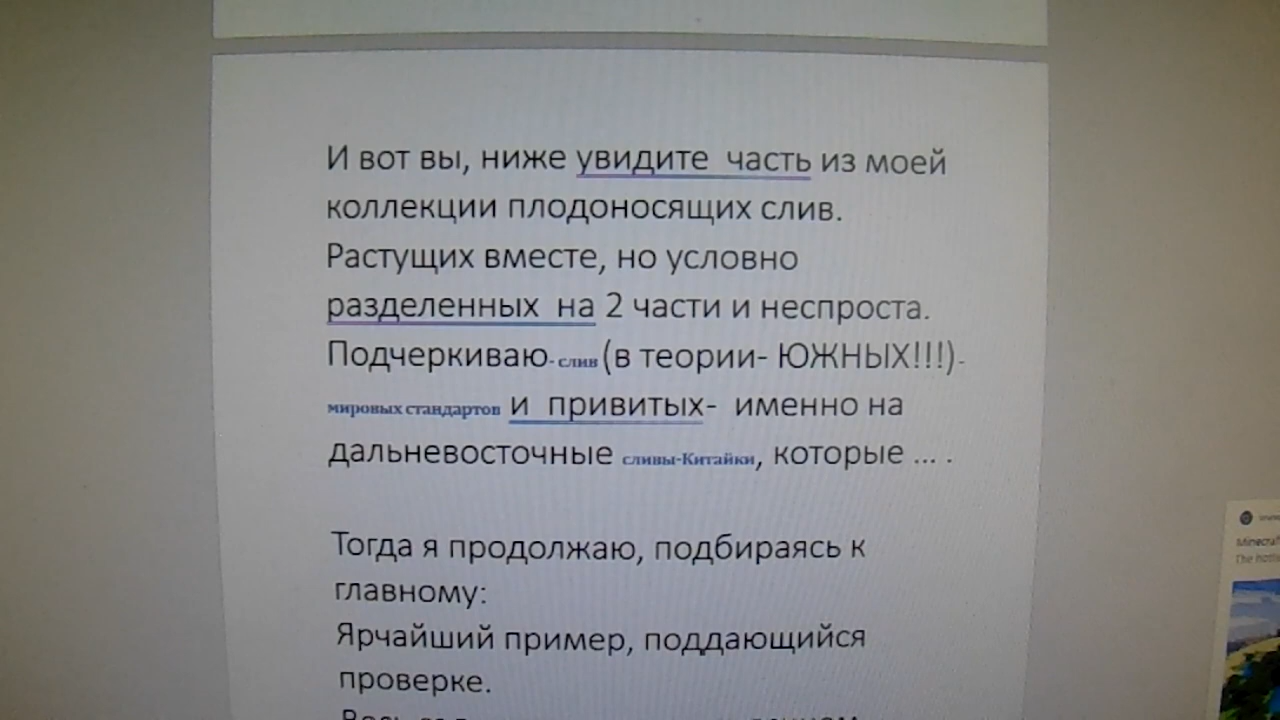 И вот вы, ниже увидите  часть из моей
коллекции плодоносящих слив.
Растущих вместе, но условно
разделенных  на 2 части и неспроста.
Подчеркиваю- слив (в теории- ЮЖНЫХ!!!)-
мировых стандартов и  привитых-  именно на
дальневосточные сливы-Китайки, которые ... .
Тогда я продолжаю, подбираясь к
главному:
Ярчайший пример, поддающийся
проверке.
Minecraf